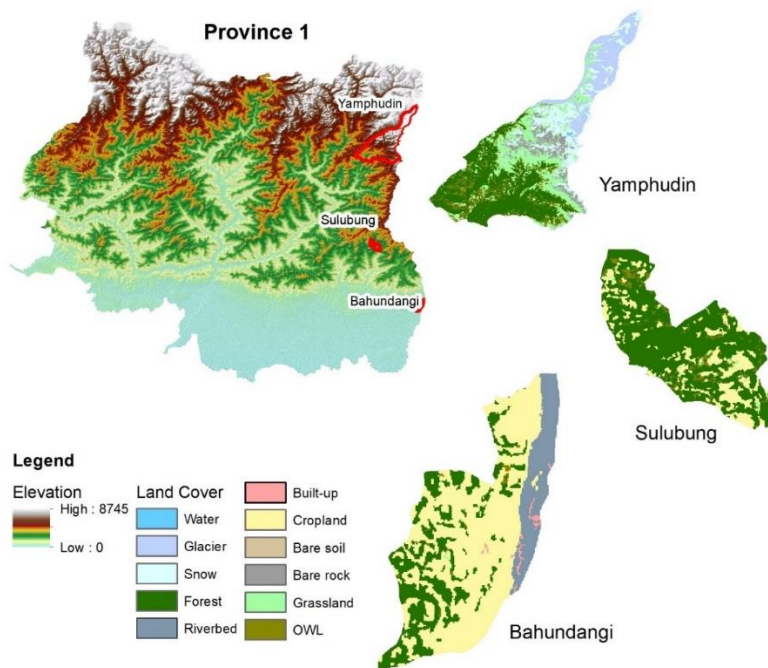 Province 1
Yamphudin
Sulubung
Bahundangi
Yamphudin
Sulubung
Bahundangi
Legend
Elevation
High : 8745
Low : 0
Land Cover
Water
Glacier
Snow
Forest
Riverbed
Built-up
Cropland
Bare soil
Bare rock
Grassland
OWL